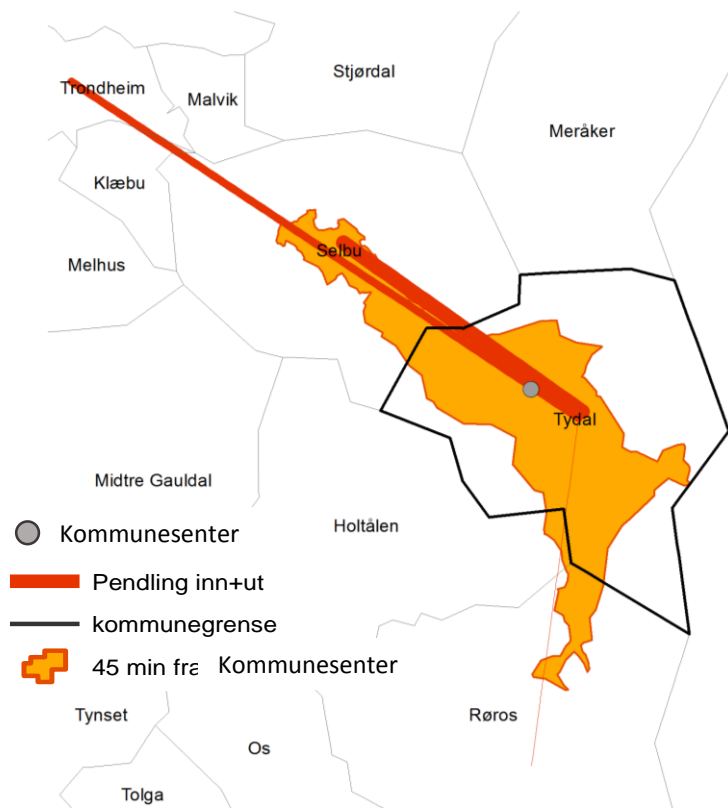 Stjørdal
Trondheim
Malvik
Meråker
Klæbu
Selbu
Melhus
Tydal
Midtre Gauldal
Holtålen
Kommunesenter
Pendling inn+ut
kommunegrense
45 min fra Kommunesenter
Tynset
Røros
Os
Tolga